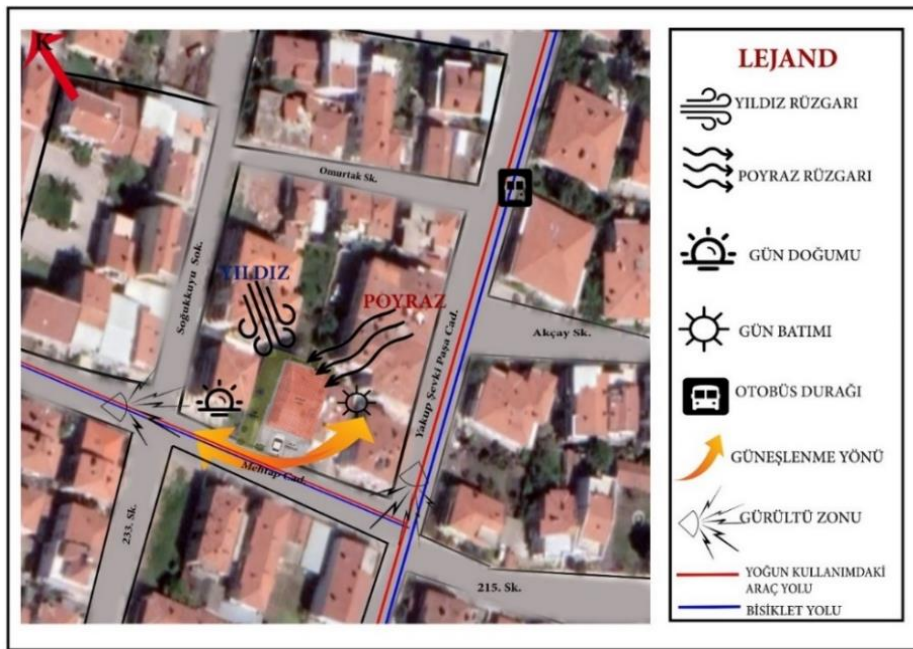 K
Omurtak Sk.
Soğukkuyu Sok.
YILDIZ
POYRAZ
Akçay Sk.
Yakup Şevki Paşa Cad.
Mehtap Cad.
233. Sk.
215. Sk.
LEJAND
YILDIZ RÜZGARI
POYRAZ RÜZGARI
GÜN DOĞUMU
GÜN BATIMI
OTOBÜS DURAĞI
GÜNEŞLENME YÖNÜ
GÜRÜLTÜ ZONU
YOĞUN KULLANIMDAKİ
ARAÇ YOLU
BİSİKLET YOLU